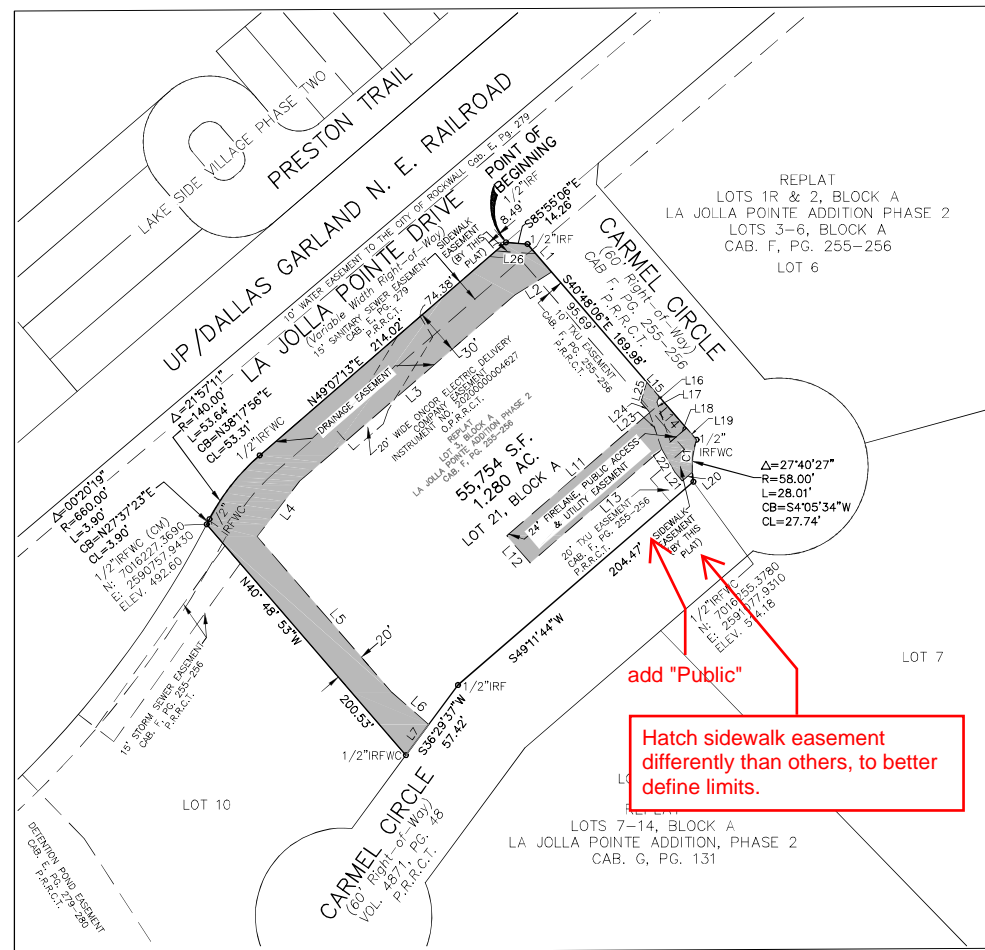 LAKE SIDE VILLAGE PHASE TWO
PRESTON TRAIL
UP/DALLAS GARLAND N. E. RAILROAD
10' WATER EASEMENT TO THE CITY OF ROCKWALL Cab. E, Pg. 279
LA JOLLA POINTE DRIVE
(Variable Width Right-of-Way)
15' SANITARY SEWER EASEMENT
CAB. E, PG. 279
P.R.R.C.T.
SIDEWALK
EASEMENT
(BY THIS
PLAT)
POINT OF
BEGINNING
1/2"IRF
8.49'
S85°55'06"E
14.26'
1/2"IRF
L1
L26
L2
REPLAT
LOTS 1R & 2, BLOCK A
LA JOLLA POINTE ADDITION PHASE 2
LOTS 3-6, BLOCK A
CAB. F, PG. 255-256
LOT 6
CARMEL CIRCLE
(60' Right-of-Way)
CAB F, PG. 255-256
P.R.R.C.T.
S40°48'06"E 169.98'
95.69'
10' TXU EASEMENT
CAB. F, PG. 255-256
P.R.R.C.T.
74.38'
N49°07'13"E 214.02'
30'
DRAINAGE EASEMENT
L3
20' WIDE ONCOR ELECTRIC DELIVERY
COMPANY EASEMENT
INSTRUMENT NO. 20200000004627
O.P.R.R.C.T.
REPLAT
LOT 3, BLOCK A
LA JOLLA POINTE ADDITION PHASE 2
CAB. F, PG. 255-256
55,754 S.F.
1.280 AC.
LOT 21, BLOCK A
Δ=21°57'11"
R=140.00'
L=53.64'
CB=N38°17'56"E
CL=53.31'
1/2"IRFWC
Δ=00°20'19"
R=660.00'
L=3.90'
CB=N27°37'23"E
CL=3.90'
1/2"IRFWC (CM)
N: 7016227.3690
E: 2590757.9430
ELEV. 492.60
1/2"
IRFWC
L4
L5
20'
L6
L7
N40° 48' 53"W
200.53'
1/2"IRFWC
S36°29'37"W
57.42'
1/2"IRF
S49°11'44"W
204.47'
L25
L15
L16
L17
L18
L19
L14
L24
L23
L22
L21
L20
C1
L11
L12
L13
24' FIRELANE, PUBLIC ACCESS
& UTILITY EASEMENT
20' TXU EASEMENT
CAB. F, PG. 255-256
P.R.R.C.T.
1/2"
IRFWC
Δ=27°40'27"
R=58.00'
L=28.01'
CB=S4°05'34"W
CL=27.74'
SIDEWALK
EASEMENT
(BY THIS
PLAT)
1/2"IRFWC
N: 7016255.3780
E: 2591077.9310
ELEV. 514.18
LOT 7
add "Public"
Hatch sidewalk easement
differently than others, to better
define limits.
15' STORM SEWER EASEMENT
CAB. F, PG. 255-256
P.R.R.C.T.
LOT 10
DETENTION POND EASEMENT
CAB. E, PG. 279-280
P.R.R.C.T.
CARMEL CIRCLE
(60' Right-of-Way)
VOL. 4871, PG. 48
P.R.R.C.T.
REPLAT
LOTS 7-14, BLOCK A
LA JOLLA POINTE ADDITION, PHASE 2
CAB. G, PG. 131